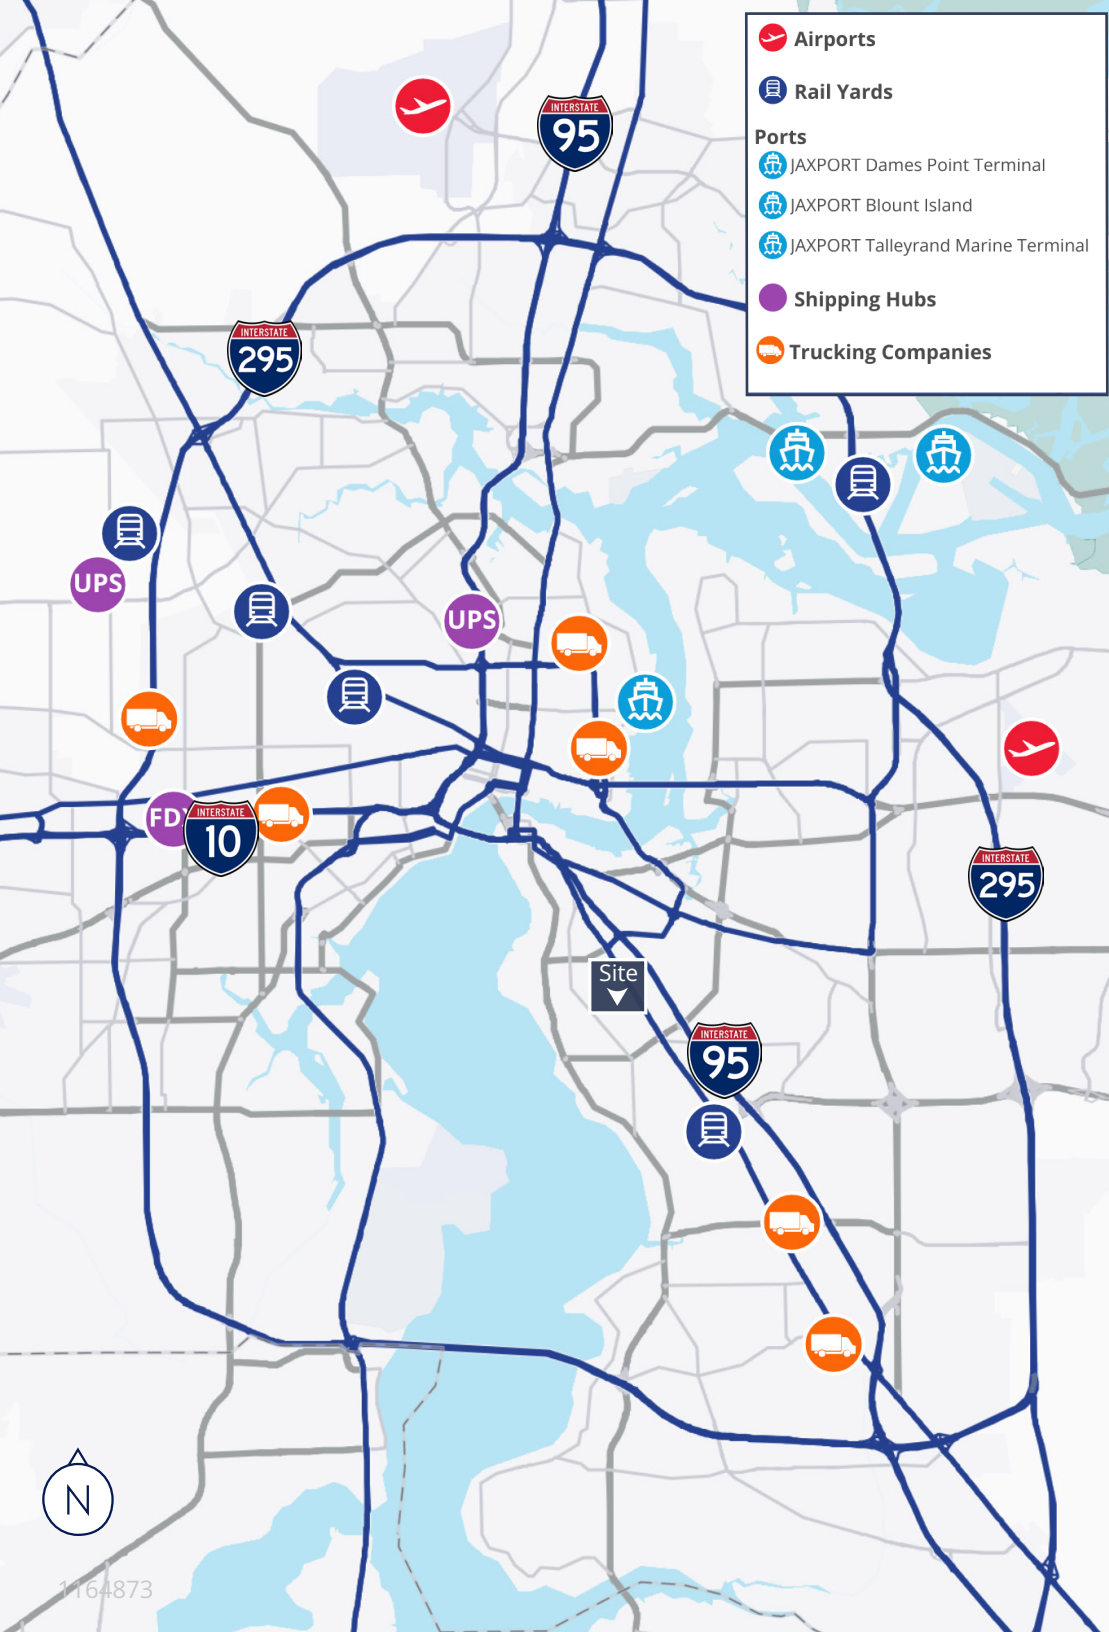 Airports
Rail Yards
Ports
JAXPORT Dames Point Terminal
JAXPORT Blount Island
JAXPORT Talleyrand Marine Terminal
Shipping Hubs
Trucking Companies
INTERSTATE
95
INTERSTATE
295
UPS
UPS
FD
INTERSTATE
10
INTERSTATE
295
Site
INTERSTATE
95
N
1164873